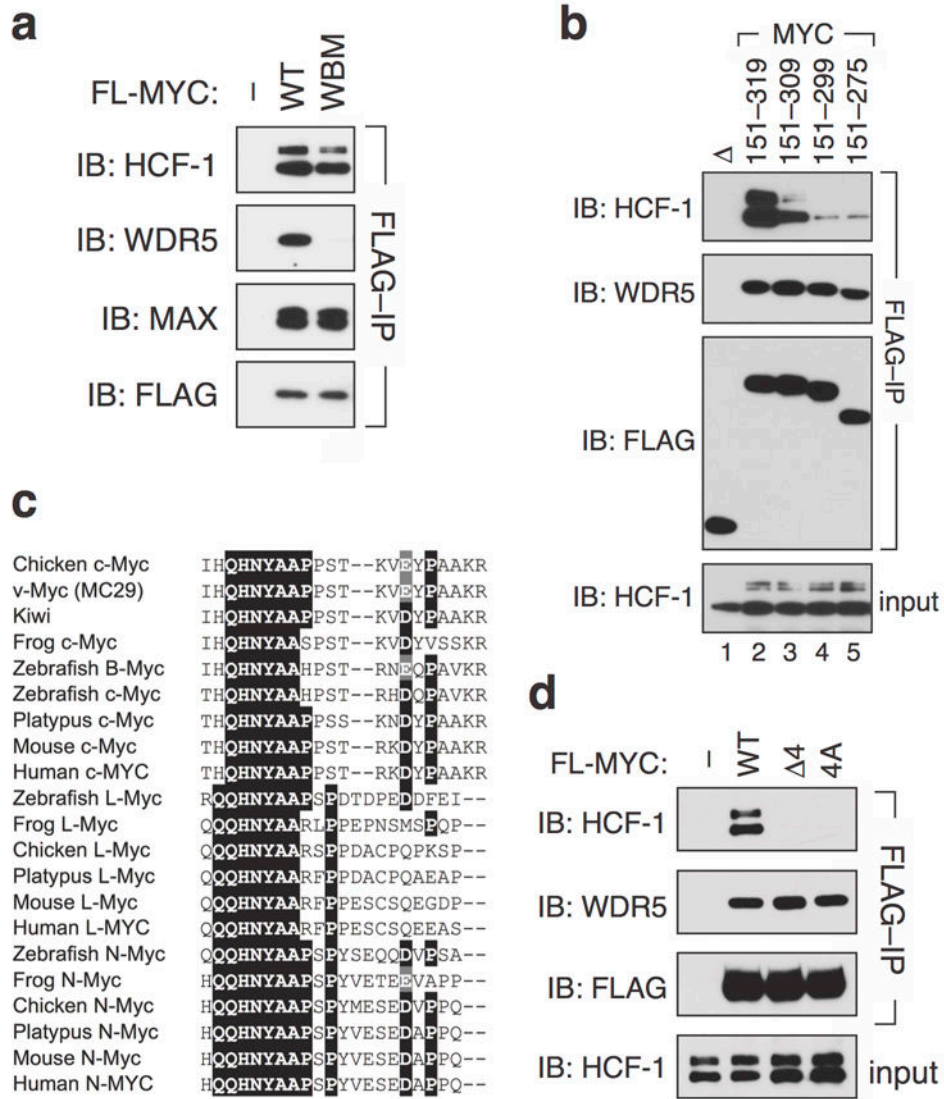 a
FL-MYC: – WT WBM
IB: HCF-1
IB: WDR5
IB: MAX
IB: FLAG
FLAG–IP
b
MYC
Δ 151–319 151–309 151–299 151–275
IB: HCF-1
IB: WDR5
IB: FLAG
FLAG–IP
IB: HCF-1 input
1 2 3 4 5
c
Chicken c-Myc IHQHNYAAPPST--KVEYPAAKR
v-Myc (MC29) IHQHNYAAPPST--KVEYPAAKR
Kiwi IHQHNYAAPPST--KVDYPAAKR
Frog c-Myc IHQHNYAASPST--KVDYVSSKR
Zebrafish B-Myc IHQHNYAAHPST--RNEQPAVKR
Zebrafish c-Myc THQHNYAAHPST--RHDQPAVKR
Platypus c-Myc THQHNYAAPPSS--KNDYPAAKR
Mouse c-Myc THQHNYAAPPST--RKDYPAAKR
Human c-MYC THQHNYAAPPST--RKDYPAAKR
Zebrafish L-Myc RQQHNYAAPSPDTDPEDDFEI--
Frog L-Myc QQQHNYAARLPPEPNSMSPQP--
Chicken L-Myc QQQHNYAARSPPDACPQPKSP--
Platypus L-Myc QQQHNYAARFPPDACPQAEAP--
Mouse L-Myc QQQHNYAARFPPESCSQEGDP--
Human L-MYC QQQHNYAARFPPESCSQEEAS--
Zebrafish N-Myc HQQHNYAAPSPYSEQQDVPSA--
Frog N-Myc HQQHNYAAPSPYVETEEVAPP--
Chicken N-Myc HQQHNYAAPSPYMESEDVPPQ--
Platypus N-Myc HQQHNYAAPSPYVESEDAPPQ--
Mouse N-Myc HQQHNYAAPSPYVESEDAPPQ--
Human N-MYC HQQHNYAAPSPYVESEDAPPQ--
d
FL-MYC: – WT Δ4 4A
IB: HCF-1
IB: WDR5
IB: FLAG
FLAG–IP
IB: HCF-1 input